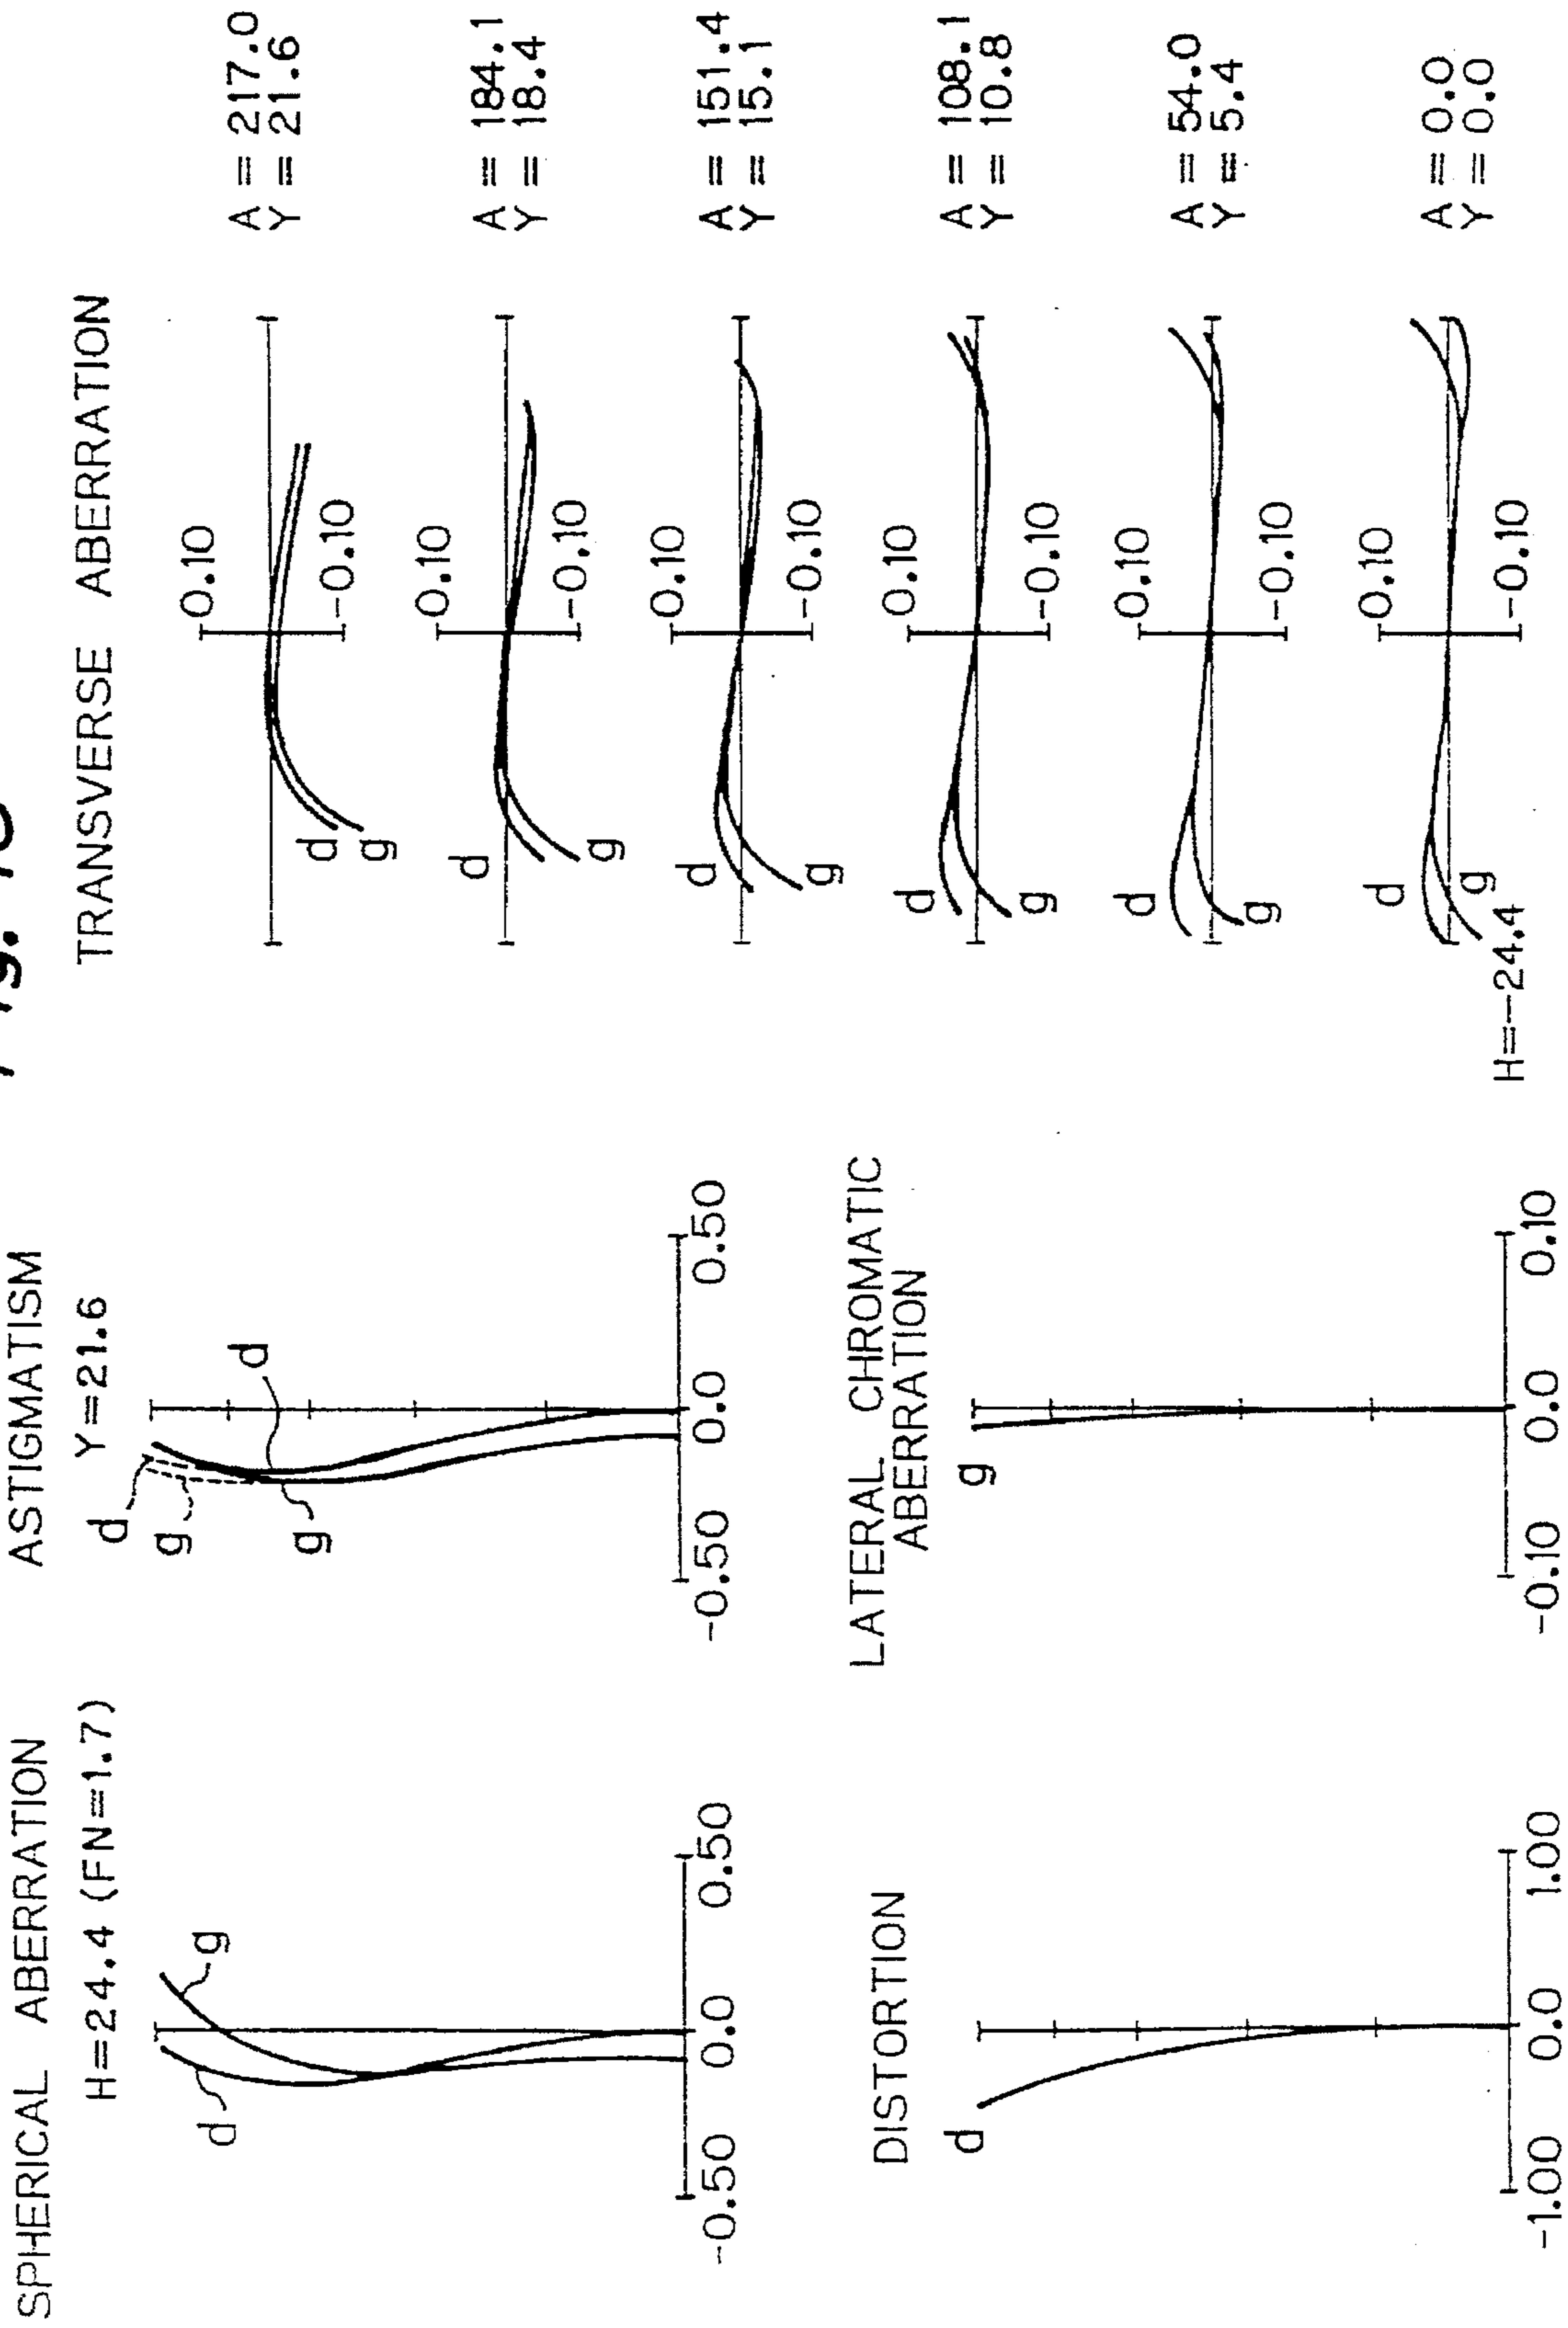 SPHERICAL ABERRATION
H=24.4 (FN=1.7)
g
d
-0.50
0.0
0.50
ASTIGMATISM
Y=21.6
d
g
d
g
-0.50
0.0
0.50
DISTORTION
d
-1.00
0.0
1.00
LATERAL CHROMATIC
ABERRATION
g
-0.10
0.0
0.10
TRANSVERSE ABERRATION
0.10
-0.10
d
g
A = 217.0
Y = 21.6
0.10
-0.10
d
g
A = 184.1
Y = 18.4
0.10
-0.10
d
g
A = 151.4
Y = 15.1
0.10
-0.10
d
g
A = 108.1
Y = 10.8
0.10
-0.10
d
g
A = 54.0
Y = 5.4
0.10
-0.10
d
g
H=-24.4
A = 0.0
Y = 0.0